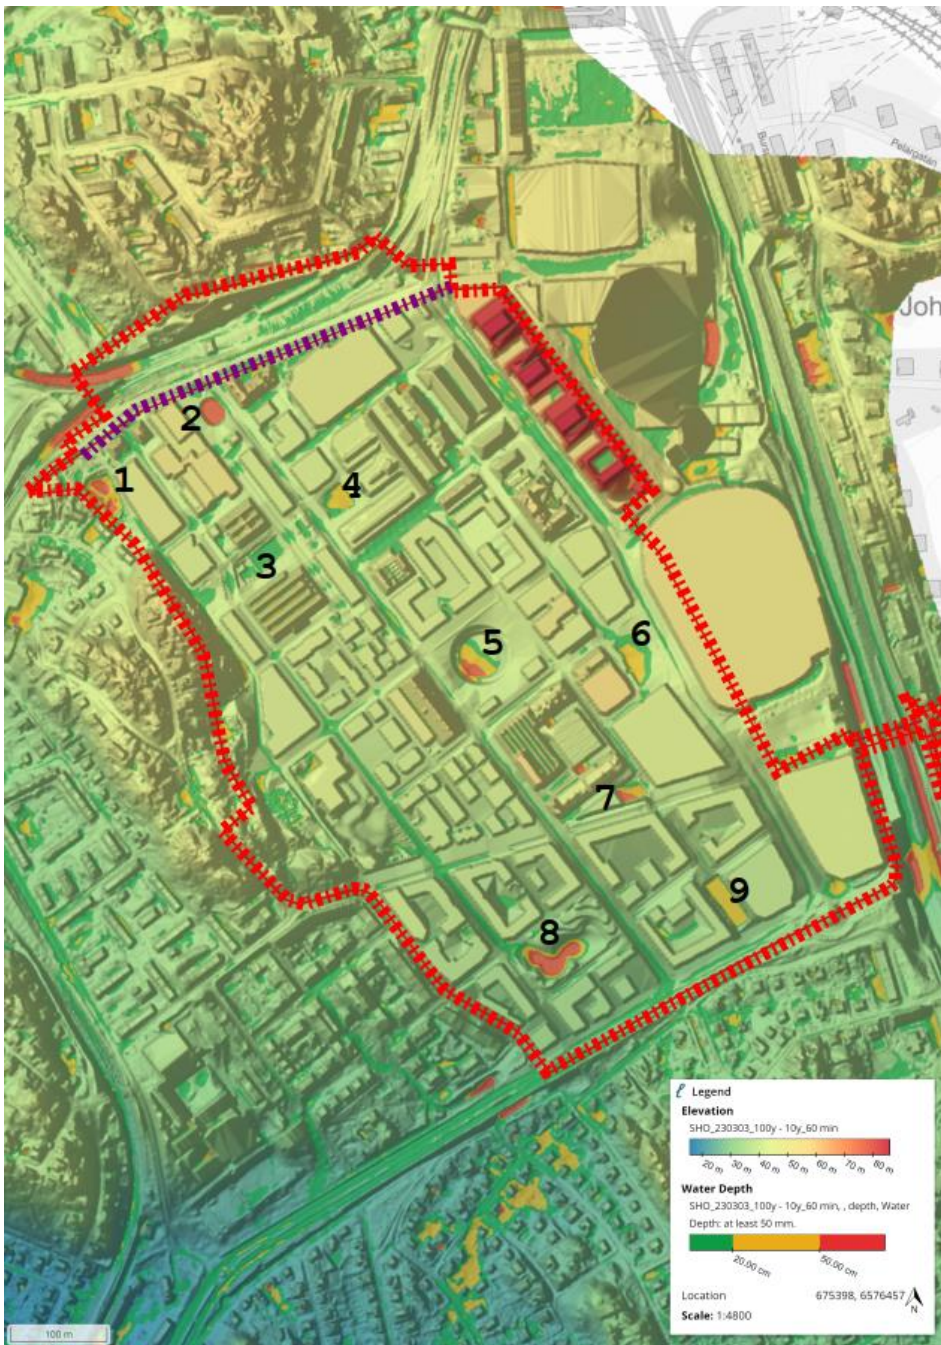 Pelargatan
Joh
2
1
4
3
5
6
7
9
8
Legend
Elevation
SHO_230303_100y - 10y_60 min
20 m 30 m 40 m 50 m 60 m 70 m 80 m
Water Depth
SHO_230303_100y - 10y_60 min, , depth, Water
Depth: at least 50 mm.
20.00 cm 50.00 cm
Location 675398, 6576457
N
Scale: 1:4800
100 m